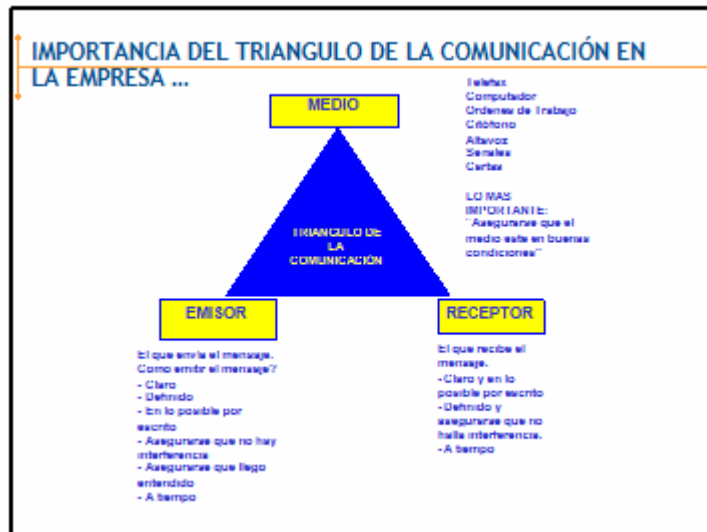 IMPORTANCIA DEL TRIANGULO DE LA COMUNICACIÓN EN
LA EMPRESA ...
MEDIO
Telefax
Computador
Ordenes de Trabajo
Citófono
Altavoz
Senales
Cartas
LO MAS
IMPORTANTE:
"Asegurarse que el
medio este en buenas
condiciones"
TRIANGULO DE
LA
COMUNICACIÓN
EMISOR
El que envia el mensaje.
Como emitir el mensaje?
- Claro
- Definido
- En lo posible por
escrito
- Asegurarse que no hay
interferencia
- Asegurarse que llego
entendido
- A tiempo
RECEPTOR
El que recibe el
mensaje.
- Claro y en lo
posible por escrito
- Definido y
asegurarse que no
halla interferencia.
- A tiempo